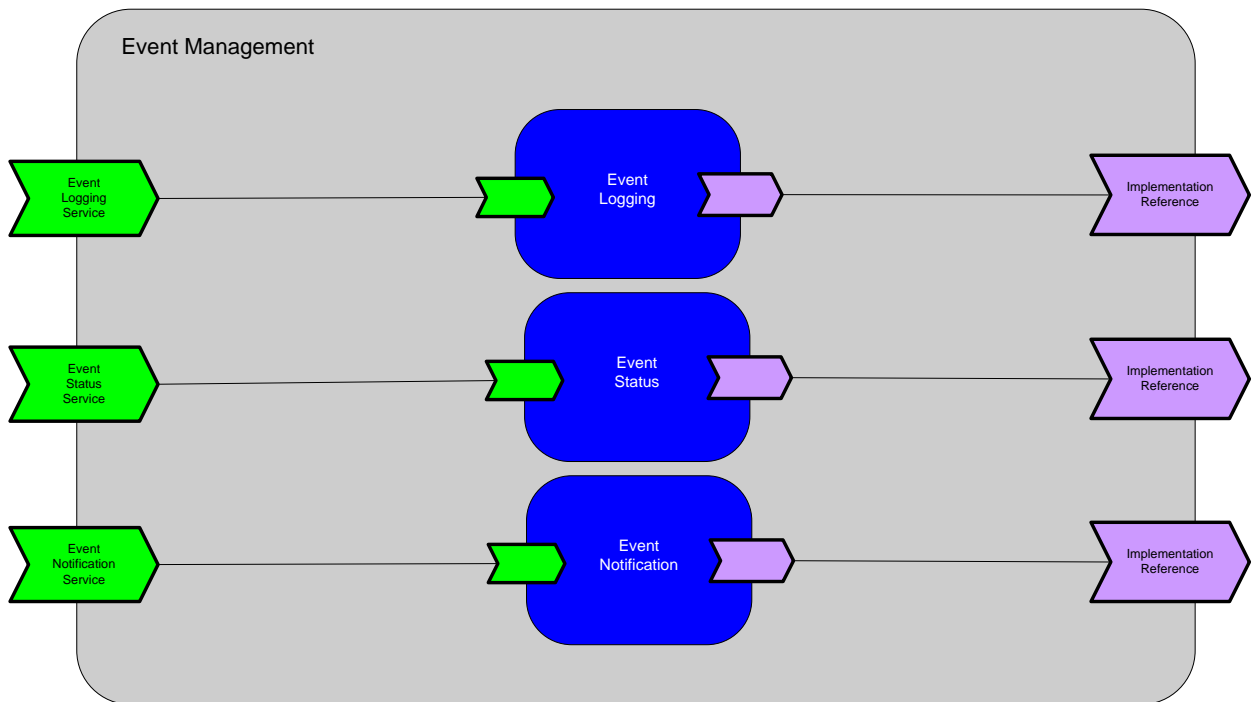 Event Management
Event
Logging
Service
Event
Logging
Implementation
Reference
Event
Status
Service
Event
Status
Implementation
Reference
Event
Notification
Service
Event
Notification
Implementation
Reference